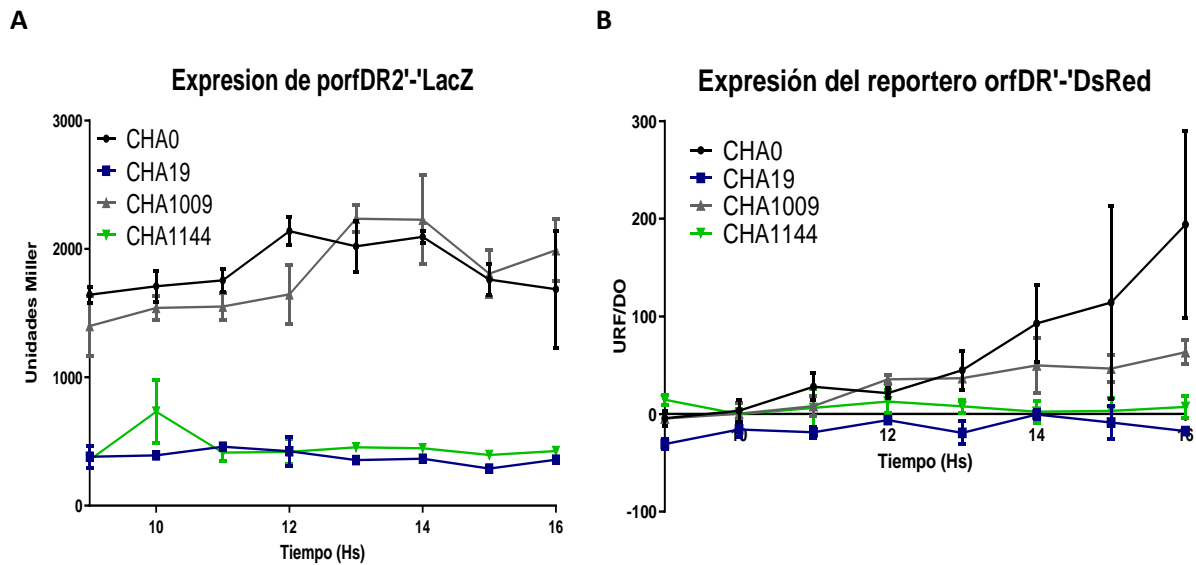 A
B
Expresion de porfDR2'-'LacZ
3000
2000
1000
0
Unidades Miller
CHA0
CHA19
CHA1009
CHA1144
10
12
14
16
Tiempo (Hs)
Expresión del reportero orfDR'-'DsRed
300
200
100
0
-100
URF/DO
CHA0
CHA19
CHA1009
CHA1144
10
12
14
16
Tiempo (Hs)